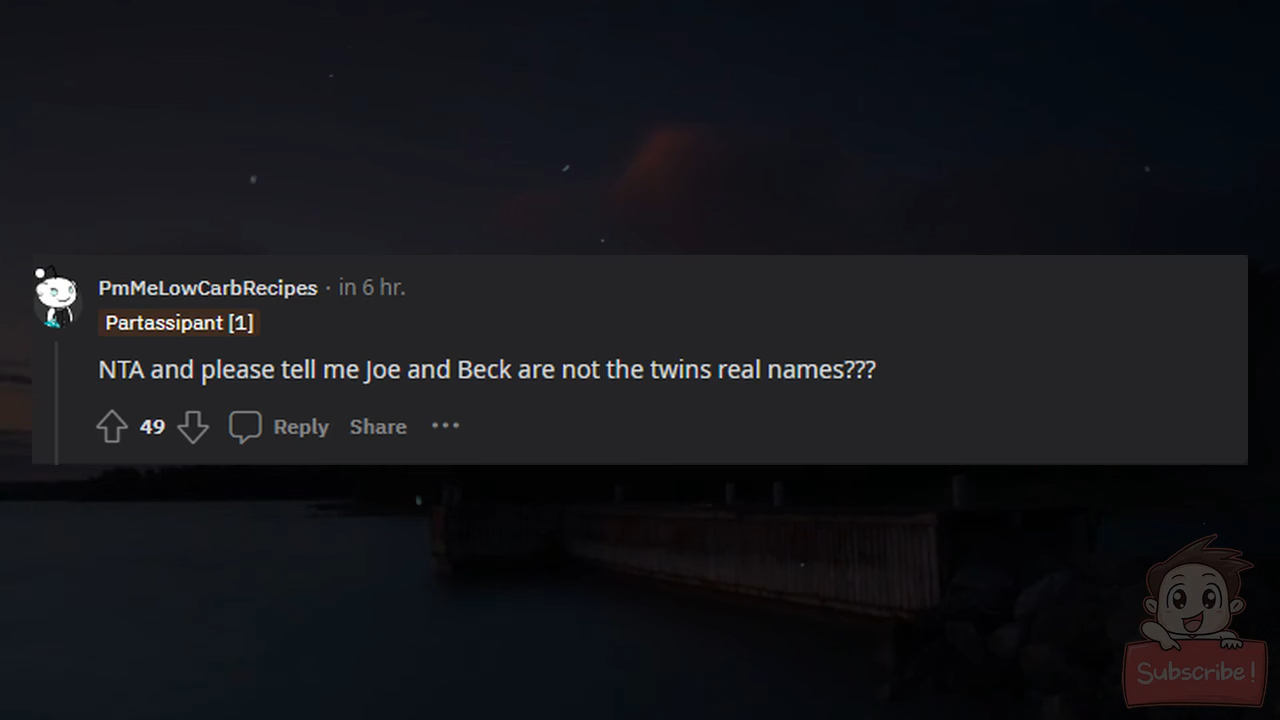 PmMeLowCarbRecipes · in 6 hr.
Partassipant [1]
NTA and please tell me Joe and Beck are not the twins real names???
49 Reply Share ···
Subscribe!